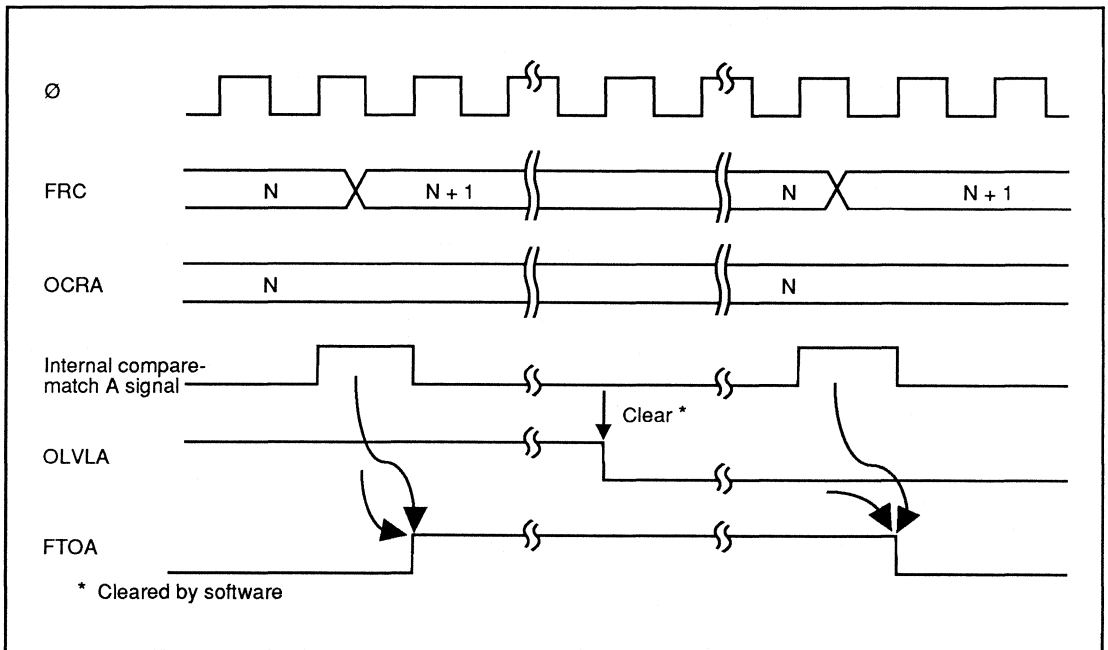 Ø
FRC N N + 1 N N + 1
OCRA N N
Internal compare-
match A signal
Clear *
OLVLA
FTOA
* Cleared by software